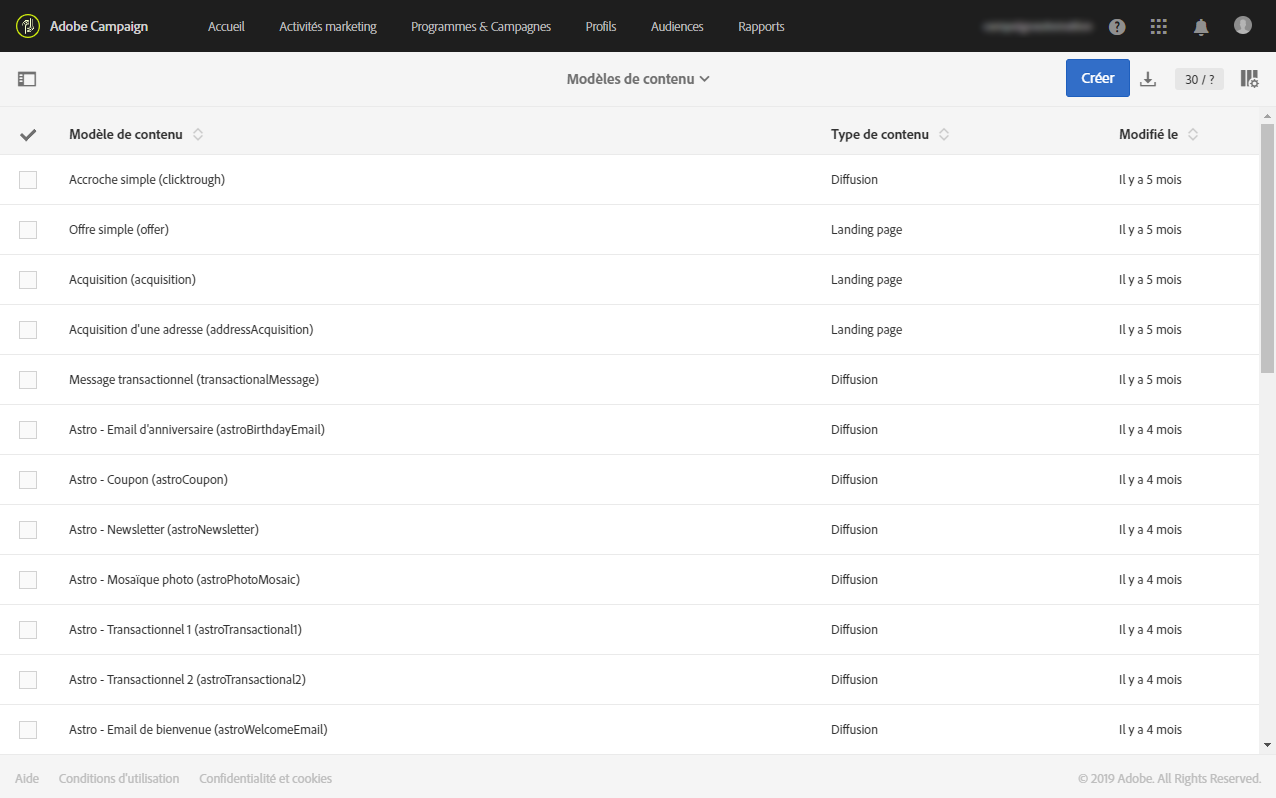 Adobe Campaign Accueil Activités marketing Programmes & Campagnes Profils Audiences Rapports ?
Modèles de contenu Créer 30 / ?
Modèle de contenu Type de contenu Modifié le
Accroche simple (clicktrough) Diffusion Il y a 5 mois
Offre simple (offer) Landing page Il y a 5 mois
Acquisition (acquisition) Landing page Il y a 5 mois
Acquisition d'une adresse (addressAcquisition) Landing page Il y a 5 mois
Message transactionnel (transactionalMessage) Diffusion Il y a 5 mois
Astro - Email d'anniversaire (astroBirthdayEmail) Diffusion Il y a 4 mois
Astro - Coupon (astroCoupon) Diffusion Il y a 4 mois
Astro - Newsletter (astroNewsletter) Diffusion Il y a 4 mois
Astro - Mosaïque photo (astroPhotoMosaic) Diffusion Il y a 4 mois
Astro - Transactionnel 1 (astroTransactional1) Diffusion Il y a 4 mois
Astro - Transactionnel 2 (astroTransactional2) Diffusion Il y a 4 mois
Astro - Email de bienvenue (astroWelcomeEmail) Diffusion Il y a 4 mois
Aide Conditions d'utilisation Confidentialité et cookies © 2019 Adobe. All Rights Reserved.